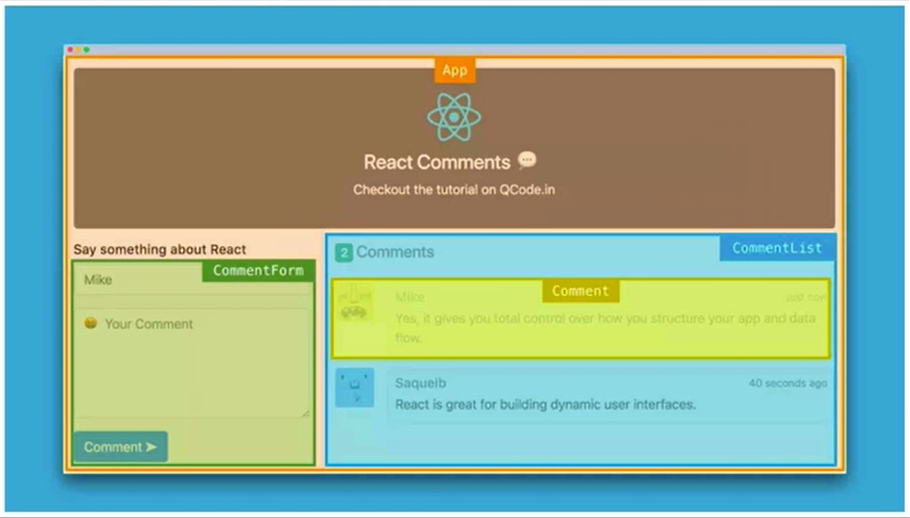 App
React Comments 💬
Checkout the tutorial on QCode.in
Say something about React
CommentForm
Mike
😀 Your Comment
Comment ➤
2 Comments
CommentList
Comment
Mike
just now
Yes, it gives you total control over how you structure your app and data
flow.
Saqueib
40 seconds ago
React is great for building dynamic user interfaces.